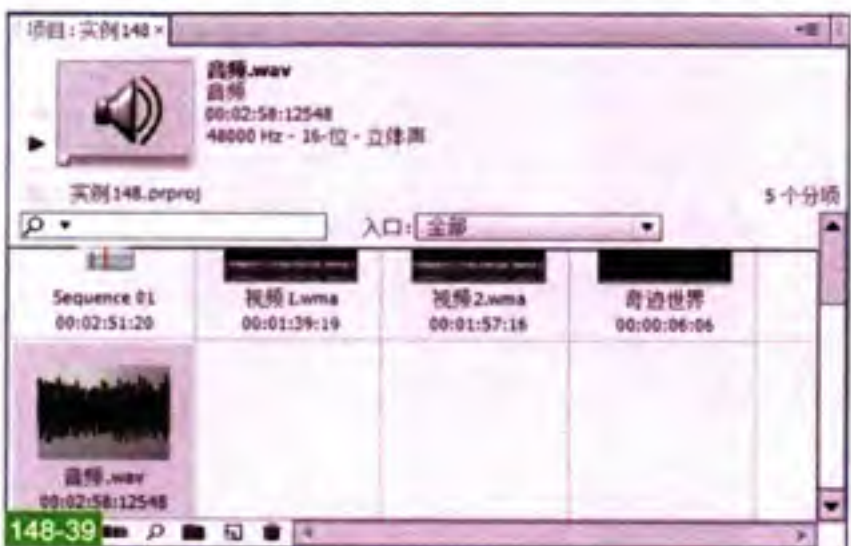 项目:实例148 ×
音频.wav
音频
00:02:58:12548
48000 Hz - 16-位 - 立体声
实例148.prproj
5 个分项
入口: 全部
Sequence 01
00:02:51:20
视频1.wma
00:01:39:19
视频2.wma
00:01:57:16
奇迹世界
00:00:06:06
音频.wav
00:02:58:12548
148-39